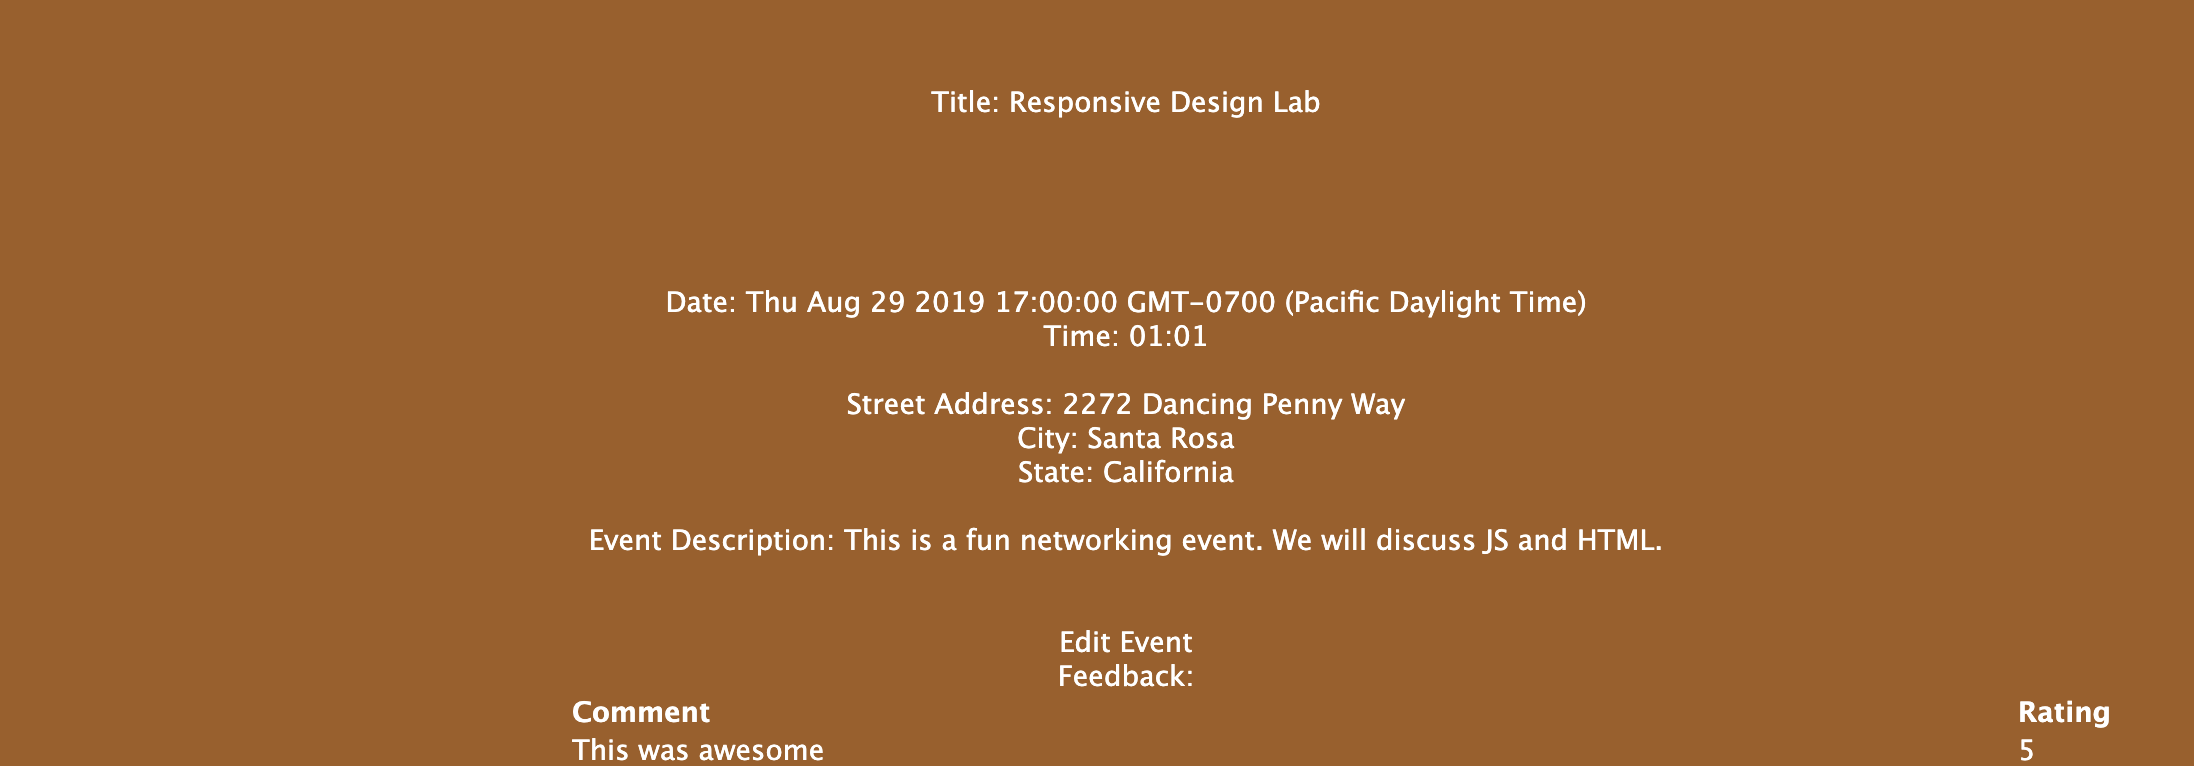 Title: Responsive Design Lab
Date: Thu Aug 29 2019 17:00:00 GMT-0700 (Pacific Daylight Time)
Time: 01:01
Street Address: 2272 Dancing Penny Way
City: Santa Rosa
State: California
Event Description: This is a fun networking event. We will discuss JS and HTML.
Edit Event
Feedback:
Comment Rating
This was awesome 5